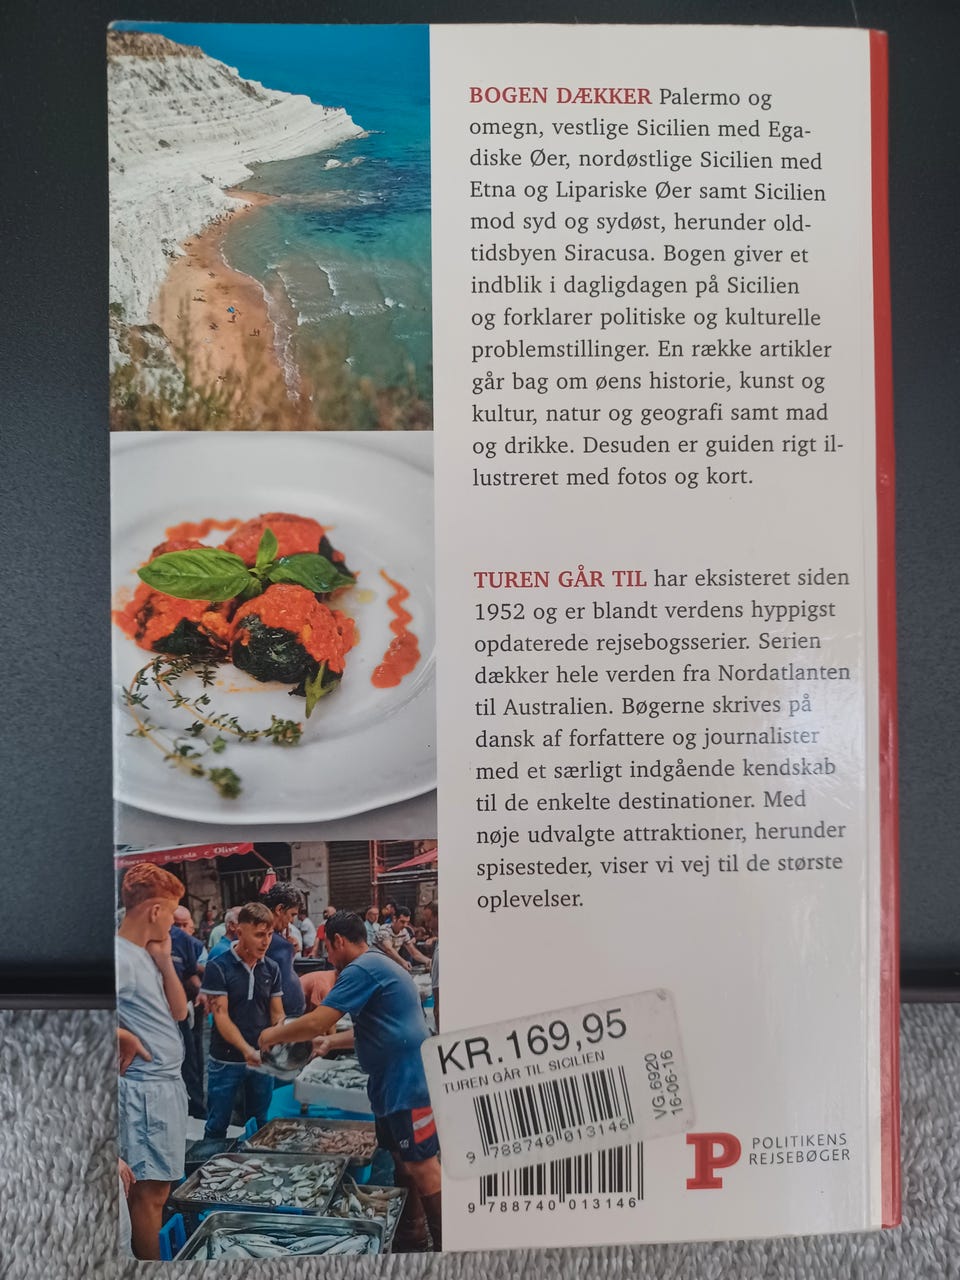 BOGEN DÆKKER Palermo og
omegn, vestlige Sicilien med Ega-
diske Øer, nordøstlige Sicilien med
Etna og Lipariske Øer samt Sicilien
mod syd og sydøst, herunder old-
tidsbyen Siracusa. Bogen giver et
indblik i dagligdagen på Sicilien
og forklarer politiske og kulturelle
problemstillinger. En række artikler
går bag om øens historie, kunst og
kultur, natur og geografi samt mad
og drikke. Desuden er guiden rigt il-
lustreret med fotos og kort.
TUREN GÅR TIL har eksisteret siden
1952 og er blandt verdens hyppigst
opdaterede rejsebogsserier. Serien
dækker hele verden fra Nordatlanten
til Australien. Bøgerne skrives på
dansk af forfattere og journalister
med et særligt indgående kendskab
til de enkelte destinationer. Med
nøje udvalgte attraktioner, herunder
spisesteder, viser vi vej til de største
oplevelser.
e Olive
KR.169,95
TUREN GÅR TIL SICILIEN
VG.6920
16-06-16
9 788740 013146
9 788740 013146
P
POLITIKENS
REJSEBØGER